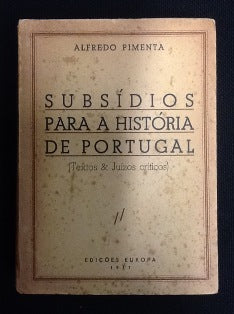 ALFREDO PIMENTA
SUBSÍDIOS
PARA A HISTÓRIA
DE PORTUGAL
(Textos & Juízos críticos)
EDIÇÕES EUROPA